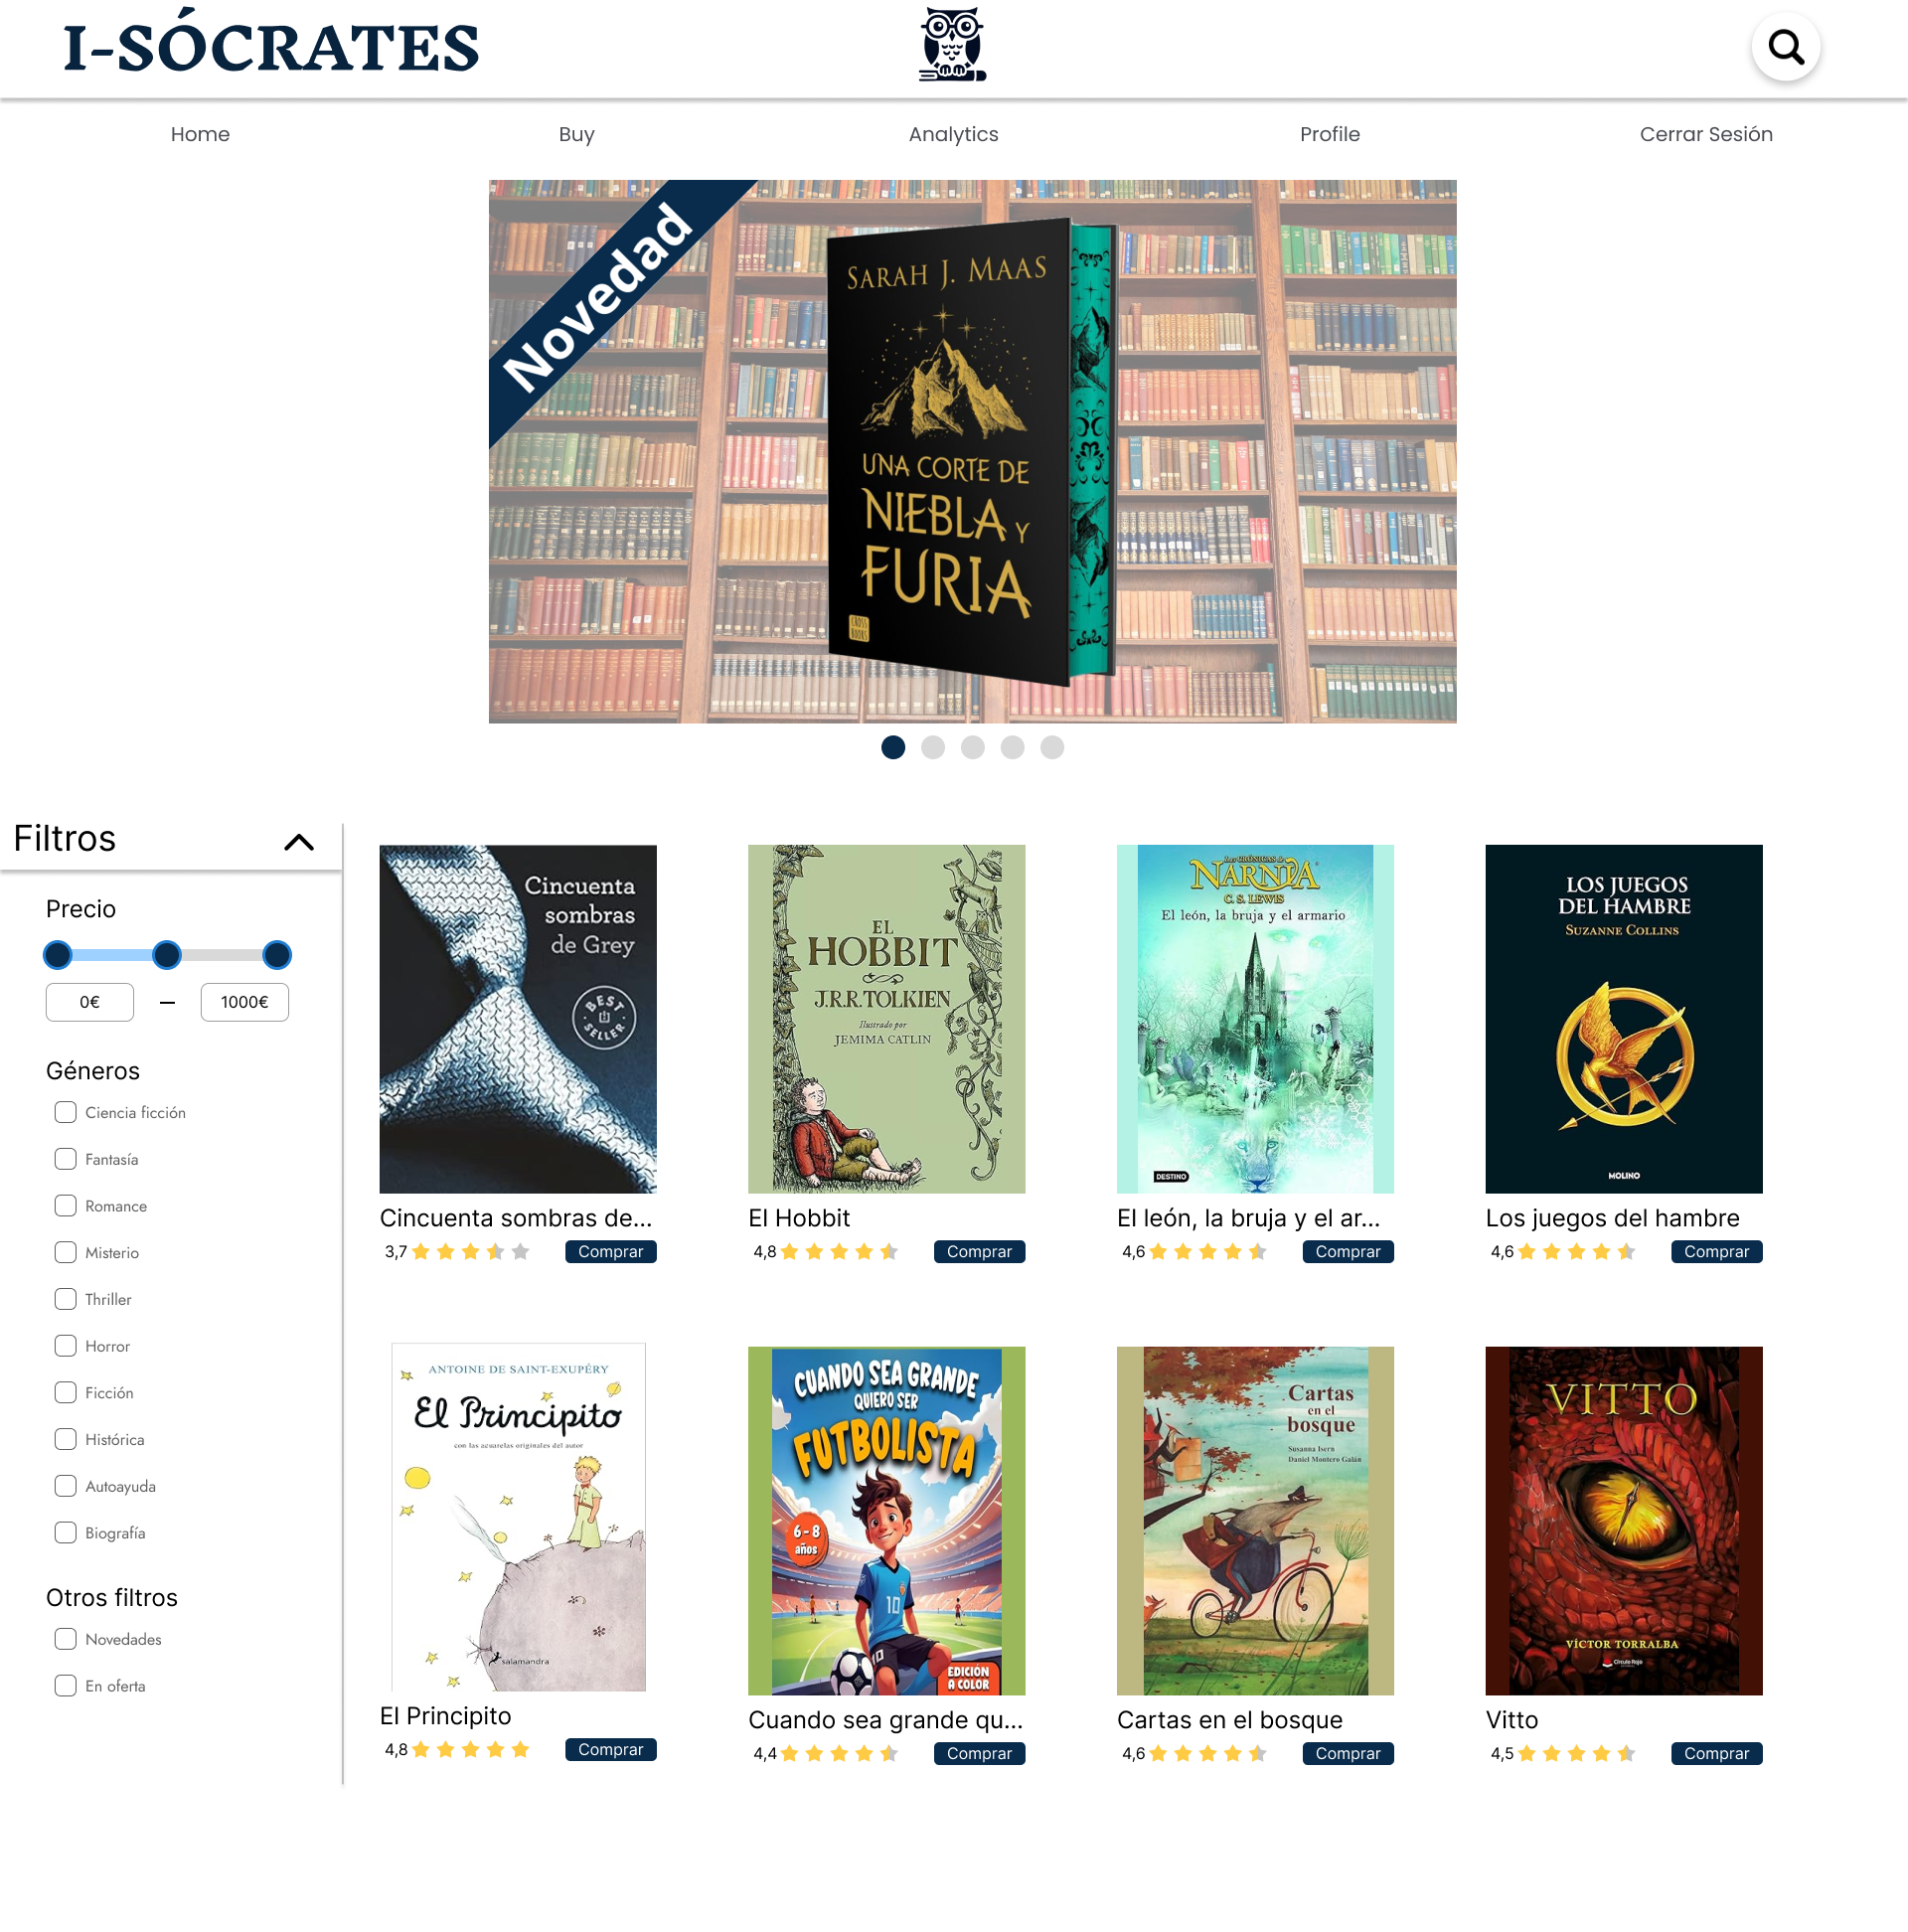 I-SÓCRATES
Home
Buy
Analytics
Profile
Cerrar Sesión
Novedad
SARAH J. MAAS
UNA CORTE DE
NIEBLA Y
FURIA
CROSS
BOOKS
Filtros
Precio
0€
—
1000€
Géneros
Ciencia ficción
Fantasía
Romance
Misterio
Thriller
Horror
Ficción
Histórica
Autoayuda
Biografía
Otros filtros
Novedades
En oferta
Cincuenta
sombras
de Grey
BEST
SELLER
Cincuenta sombras de...
3,7
Comprar
EL
HOBBIT
J.R.R. TOLKIEN
Ilustrado por
JEMIMA CATLIN
El Hobbit
4,8
Comprar
Las CRÓNICAS de
NARNIA
C. S. LEWIS
El león, la bruja y el armario
DESTINO
El león, la bruja y el ar...
4,6
Comprar
LOS JUEGOS
DEL HAMBRE
SUZANNE COLLINS
MOLINO
Los juegos del hambre
4,6
Comprar
ANTOINE DE SAINT-EXUPÉRY
El Principito
con las acuarelas originales del autor
salamandra
El Principito
4,8
Comprar
CUANDO SEA GRANDE
QUIERO SER
FUTBOLISTA
6-8
años
10
10
EDICIÓN
A COLOR
Cuando sea grande qu...
4,4
Comprar
Cartas
en el
bosque
Susanna Isern
Daniel Montero Galán
Cartas en el bosque
4,6
Comprar
VITTO
VÍCTOR TORRALBA
Círculo Rojo
Vitto
4,5
Comprar